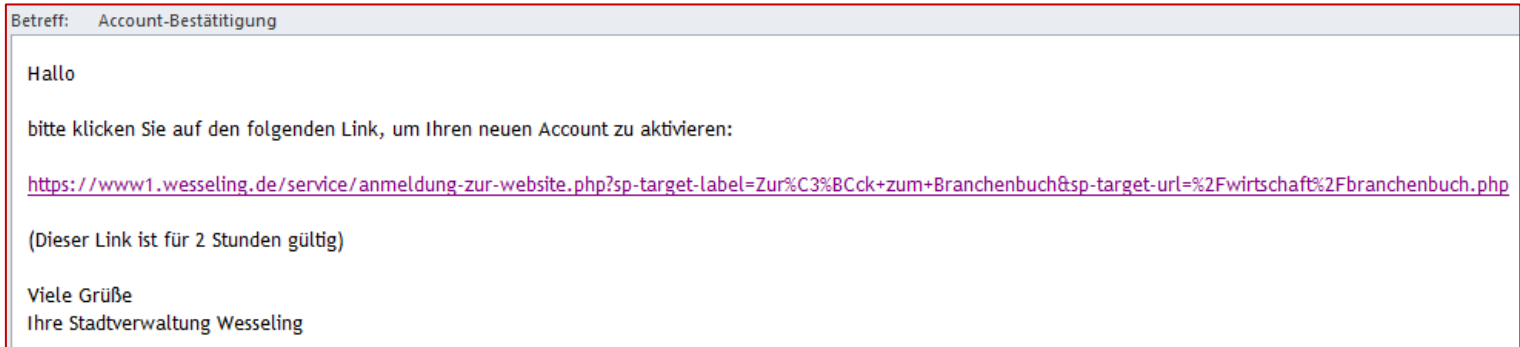 Betreff: Account-Bestätitigung
Hallo
bitte klicken Sie auf den folgenden Link, um Ihren neuen Account zu aktivieren:
https://www1.wesseling.de/service/anmeldung-zur-website.php?sp-target-label=Zur%C3%BCck+zum+Branchenbuch&sp-target-url=%2Fwirtschaft%2Fbranchenbuch.php
(Dieser Link ist für 2 Stunden gültig)
Viele Grüße
Ihre Stadtverwaltung Wesseling